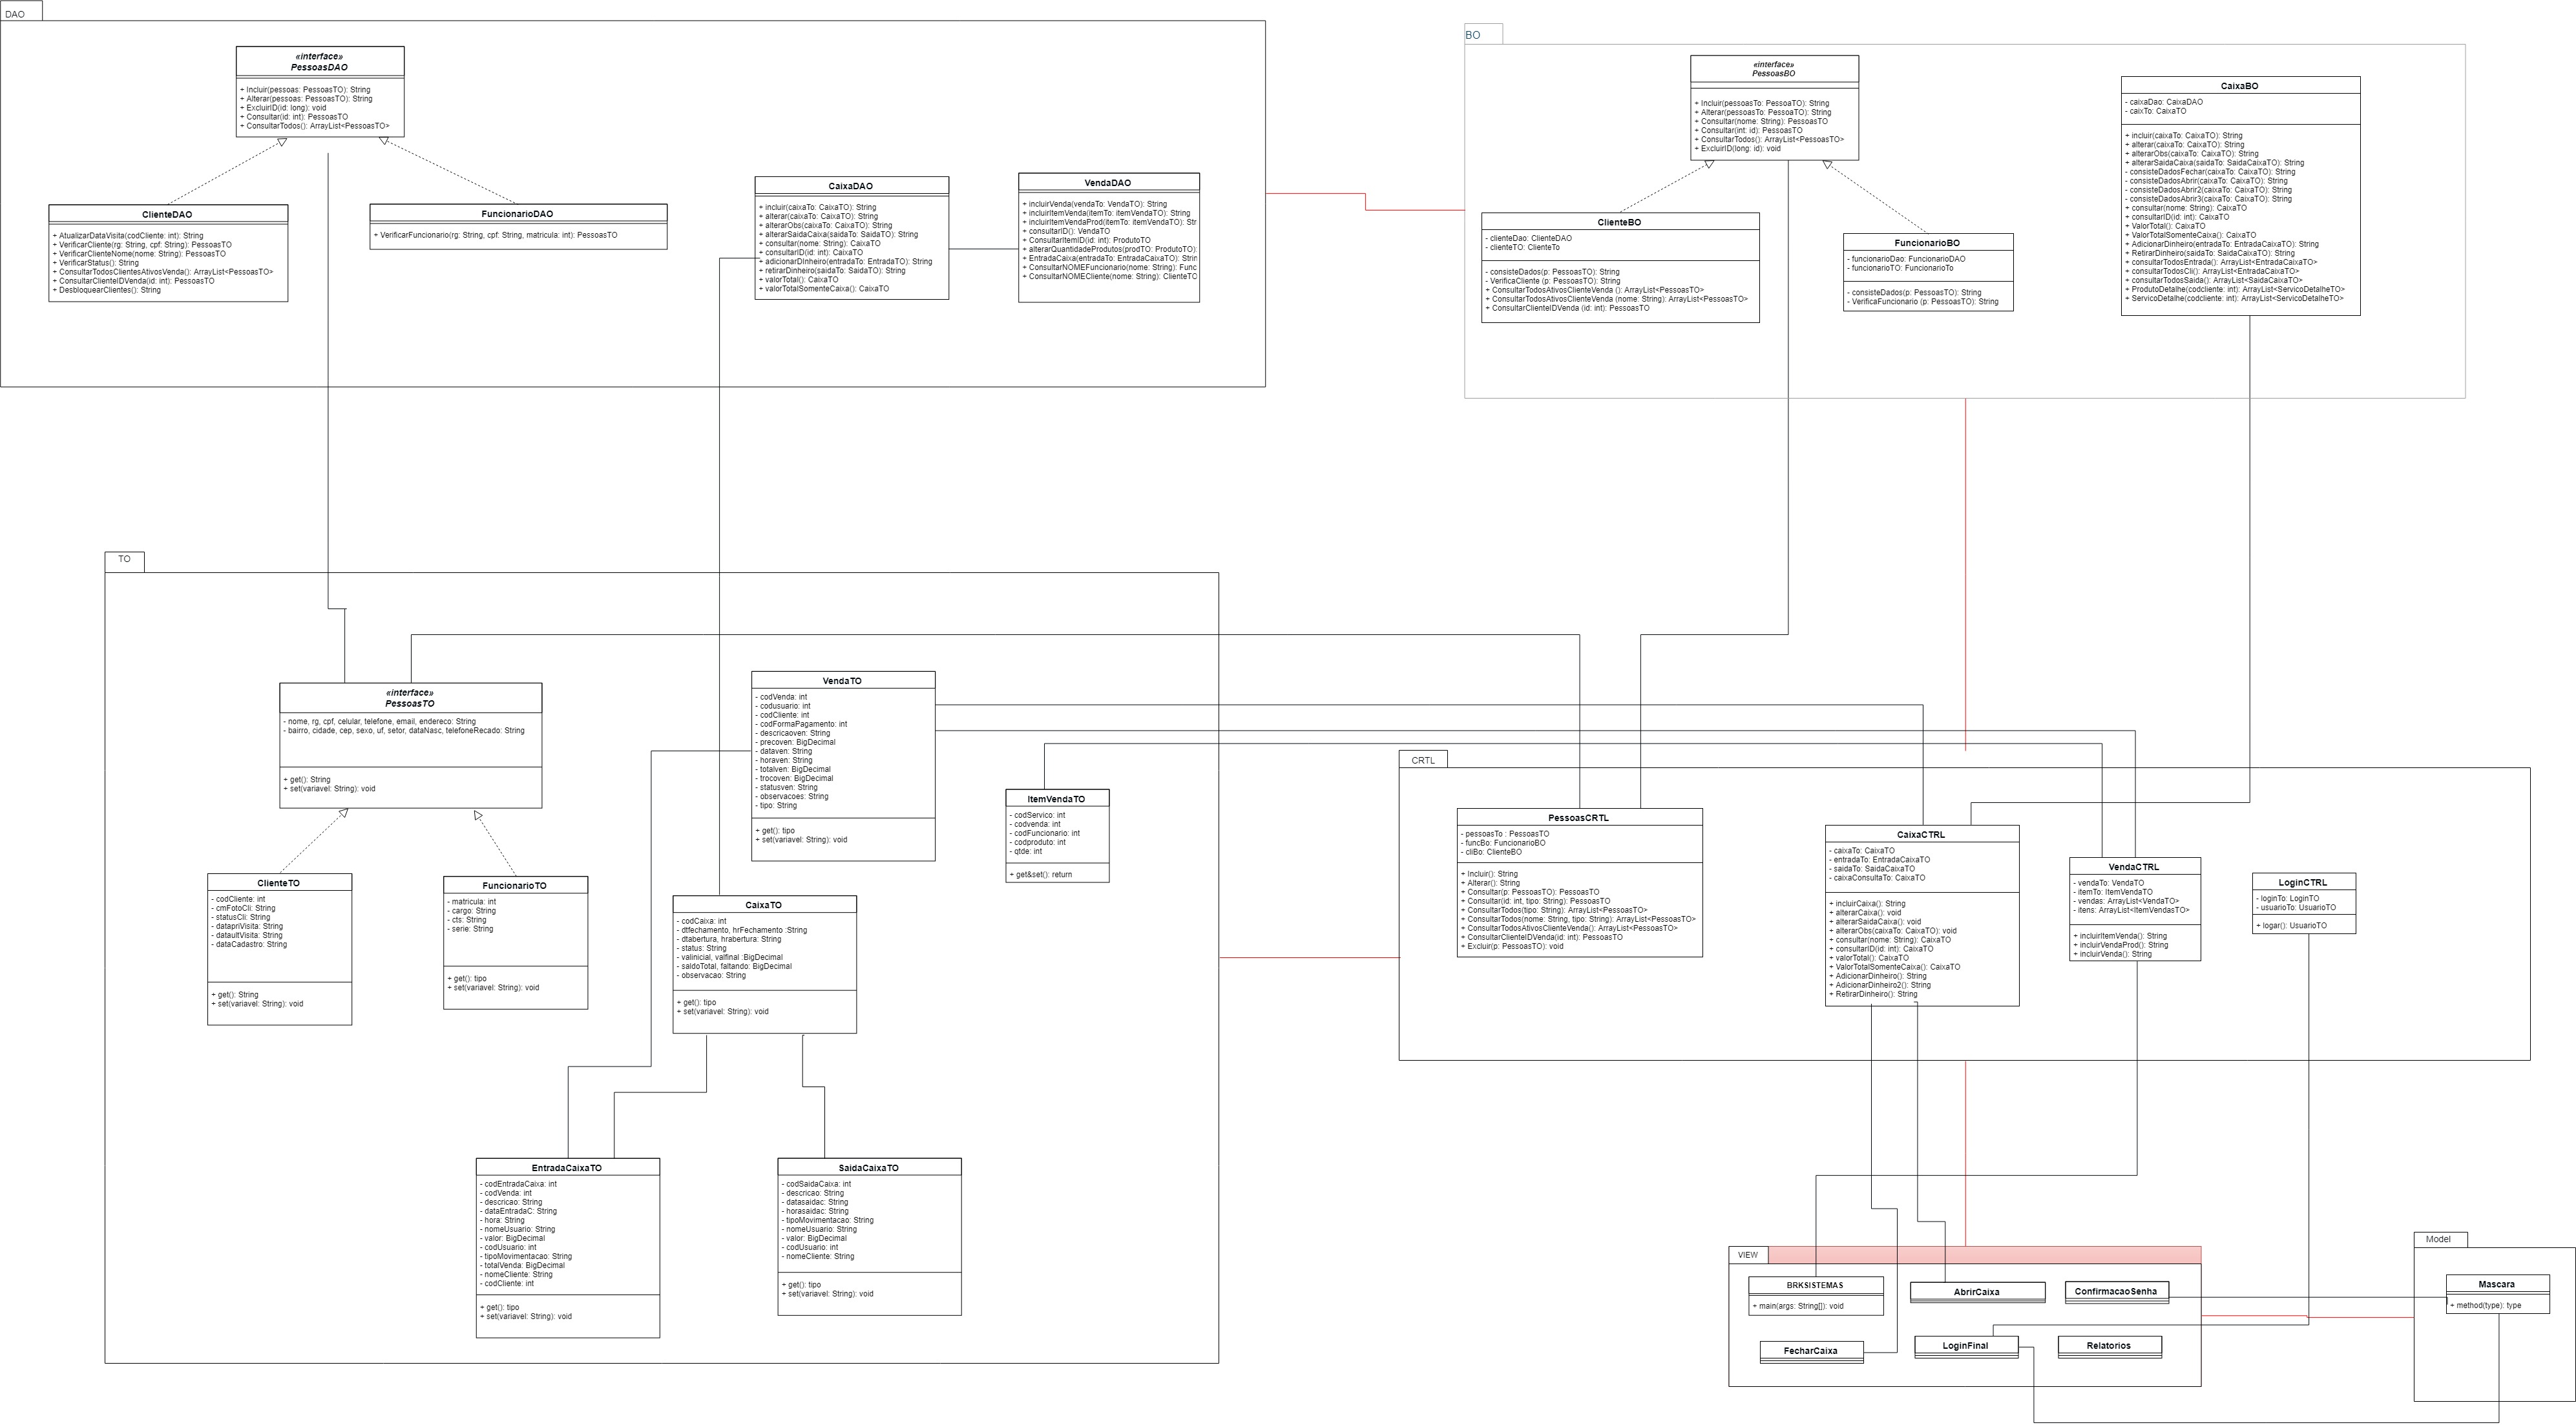 DAO
«interface»
PessoasDAO
+ Incluir(pessoas: PessoasTO): String
+ Alterar(pessoas: PessoasTO): String
+ ExcluirID(id: long): void
+ Consultar(id: int): PessoasTO
+ ConsultarTodos(): ArrayList<PessoasTO>
ClienteDAO
+ AtualizarDataVisita(codCliente: int): String
+ VerificarCliente(rg: String, cpf: String): PessoasTO
+ VerificarClienteNome(nome: String): PessoasTO
+ VerificarStatus(): String
+ ConsultarTodosClientesAtivosVenda(): ArrayList<PessoasTO>
+ ConsultarClienteIDVenda(id: int): PessoasTO
+ DesbloquearClientes(): String
FuncionarioDAO
+ VerificarFuncionario(rg: String, cpf: String, matricula: int): PessoasTO
CaixaDAO
+ incluir(caixaTo: CaixaTO): String
+ alterar(caixaTo: CaixaTO): String
+ alterarObs(caixaTo: CaixaTO): String
+ alterarSaidaCaixa(saidaTo: SaidaTO): String
+ consultar(nome: String): CaixaTO
+ consultarID(id: int): CaixaTO
+ adicionarDInheiro(entradaTo: EntradaTO): String
+ retirarDinheiro(saidaTo: SaidaTO): String
+ valorTotal(): CaixaTO
+ valorTotalSomenteCaixa(): CaixaTO
VendaDAO
+ incluirVenda(vendaTo: VendaTO): String
+ incluirItemVenda(itemTo: itemVendaTO): String
+ incluirItemVendaProd(itemTo: itemVendaTO): Str
+ consultarID(): VendaTO
+ ConsultarItemID(id: int): ProdutoTO
+ alterarQuantidadeProdutos(prodTO: ProdutoTO):
+ EntradaCaixa(entradaTo: EntradaCaixaTO): Strin
+ ConsultarNOMEFuncionario(nome: String): Func
+ ConsultarNOMECliente(nome: String): ClienteTO
BO
«interface»
PessoasBO
+ Incluir(pessoasTo: PessoaTO): String
+ Alterar(pessoasTo: PessoaTO): String
+ Consultar(nome: String): PessoasTO
+ Consultar(int: id): PessoasTO
+ ConsultarTodos(): ArrayList<PessoasTO>
+ ExcluirID(long: id): void
ClienteBO
- clienteDao: ClienteDAO
- clienteTO: ClienteTo
- consisteDados(p: PessoasTO): String
- VerificaCliente (p: PessoasTO): String
+ ConsultarTodosAtivosClienteVenda (): ArrayList<PessoasTO>
+ ConsultarTodosAtivosClienteVenda (nome: String): ArrayList<PessoasTO>
+ ConsultarClienteIDVenda (id: int): PessoasTO
FuncionarioBO
- funcionarioDao: FuncionarioDAO
- funcionarioTO: FuncionarioTo
- consisteDados(p: PessoasTO): String
- VerificaFuncionario (p: PessoasTO): String
CaixaBO
- caixaDao: CaixaDAO
- caixTo: CaixaTO
+ incluir(caixaTo: CaixaTO): String
+ alterar(caixaTo: CaixaTO): String
+ alterarObs(caixaTo: CaixaTO): String
+ alterarSaidaCaixa(saidaTo: SaidaCaixaTO): String
- consisteDadosFechar(caixaTo: CaixaTO): String
- consisteDadosAbrir(caixaTo: CaixaTO): String
- consisteDadosAbrir2(caixaTo: CaixaTO): String
- consisteDadosAbrir3(caixaTo: CaixaTO): String
+ consultar(nome: String): CaixaTO
+ consultarID(id: int): CaixaTO
+ ValorTotal(): CaixaTO
+ ValorTotalSomenteCaixa(): CaixaTO
+ AdicionarDinheiro(entradaTo: EntradaCaixaTO): String
+ RetirarDinheiro(saidaTo: SaidaCaixaTO): String
+ consultarTodosEntrada(): ArrayList<EntradaCaixaTO>
+ consultarTodosCli(): ArrayList<EntradaCaixaTO>
+ consultarTodosSaida(): ArrayList<SaidaCaixaTO>
+ ProdutoDetalhe(codcliente: int): ArrayList<ServicoDetalheTO>
+ ServicoDetalhe(codcliente: int): ArrayList<ServicoDetalheTO>
TO
«interface»
PessoasTO
- nome, rg, cpf, celular, telefone, email, endereco: String
- bairro, cidade, cep, sexo, uf, setor, dataNasc, telefoneRecado: String
+ get(): String
+ set(variavel: String): void
ClienteTO
- codCliente: int
- cmFotoCli: String
- statusCli: String
- datapriVisita: String
- dataultVisita: String
- dataCadastro: String
+ get(): String
+ set(variavel: String): void
FuncionarioTO
- matricula: int
- cargo: String
- cts: String
- serie: String
+ get(): tipo
+ set(variavel: String): void
VendaTO
- codVenda: int
- codusuario: int
- codCliente: int
- codFormaPagamento: int
- descricaoven: String
- precoven: BigDecimal
- dataven: String
- horaven: String
- totalven: BigDecimal
- trocoven: BigDecimal
- statusven: String
- observacoes: String
- tipo: String
+ get(): tipo
+ set(variavel: String): void
ItemVendaTO
- codServico: int
- codvenda: int
- codFuncionario: int
- codproduto: int
- qtde: int
+ get&set(): return
CaixaTO
- codCaixa: int
- dtfechamento, hrFechamento :String
- dtabertura, hrabertura: String
- status: String
- valinicial, valfinal :BigDecimal
- saldoTotal, faltando: BigDecimal
- observacao: String
+ get(): tipo
+ set(variavel: String): void
EntradaCaixaTO
- codEntradaCaixa: int
- codVenda: int
- descricao: String
- dataEntradaC: String
- hora: String
- nomeUsuario: String
- valor: BigDecimal
- codUsuario: int
- tipoMovimentacao: String
- totalVenda: BigDecimal
- nomeCliente: String
- codCliente: int
+ get(): tipo
+ set(variavel: String): void
SaidaCaixaTO
- codSaidaCaixa: int
- descricao: String
- datasaidac: String
- horasaidac: String
- tipoMovimentacao: String
- nomeUsuario: String
- valor: BigDecimal
- codUsuario: int
- nomeCliente: String
+ get(): tipo
+ set(variavel: String): void
CRTL
PessoasCRTL
- pessoasTo : PessoasTO
- funcBo: FuncionarioBO
- cliBo: ClienteBO
+ Incluir(): String
+ Alterar(): String
+ Consultar(p: PessoasTO): PessoasTO
+ Consultar(id: int, tipo: String): PessoasTO
+ ConsultarTodos(tipo: String): ArrayList<PessoasTO>
+ ConsultarTodos(nome: String, tipo: String): ArrayList<PessoasTO>
+ ConsultarTodosAtivosClienteVenda(): ArrayList<PessoasTO>
+ ConsultarClienteIDVenda(id: int): PessoasTO
+ Excluir(p: PessoasTO): void
CaixaCTRL
- caixaTo: CaixaTO
- entradaTo: EntradaCaixaTO
- saidaTo: SaidaCaixaTO
- caixaConsultaTo: CaixaTO
+ incluirCaixa(): String
+ alterarCaixa(): void
+ alterarSaidaCaixa(): void
+ alterarObs(caixaTo: CaixaTO): void
+ consultar(nome: String): CaixaTO
+ consultarID(id: int): CaixaTO
+ valorTotal(): CaixaTO
+ ValorTotalSomenteCaixa(): CaixaTO
+ AdicionarDinheiro(): String
+ AdicionarDinheiro2(): String
+ RetirarDinheiro(): String
VendaCTRL
- vendaTo: VendaTO
- itemTo: ItemVendaTO
- vendas: ArrayList<VendaTO>
- itens: ArrayList<ItemVendasTO>
+ incluirItemVenda(): String
+ incluirVendaProd(): String
+ incluirVenda(): String
LoginCTRL
- loginTo: LoginTO
- usuarioTo: UsuarioTO
+ logar(): UsuarioTO
VIEW
BRKSISTEMAS
+ main(args: String[]): void
AbrirCaixa
ConfirmacaoSenha
FecharCaixa
LoginFinal
Relatorios
Model
Mascara
+ method(type): type